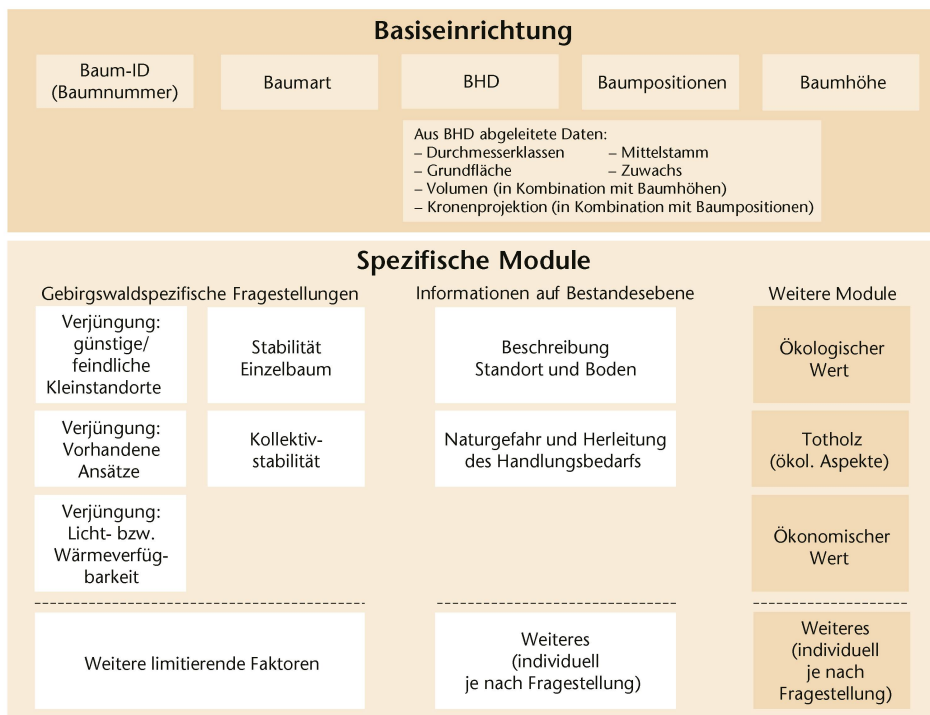 Basiseinrichtung
Baum-ID
(Baumnummer)
Baumart
BHD
Baumpositionen
Baumhöhe
Aus BHD abgeleitete Daten:
– Durchmesserklassen
– Mittelstamm
– Grundfläche
– Zuwachs
– Volumen (in Kombination mit Baumhöhen)
– Kronenprojektion (in Kombination mit Baumpositionen)
Spezifische Module
Gebirgswaldspezifische Fragestellungen
Verjüngung:
günstige/
feindliche
Kleinstandorte
Stabilität
Einzelbaum
Verjüngung:
Vorhandene
Ansätze
Kollektiv-
stabilität
Verjüngung:
Licht- bzw.
Wärmeverfüg-
barkeit
Weitere limitierende Faktoren
Informationen auf Bestandesebene
Beschreibung
Standort und Boden
Naturgefahr und Herleitung
des Handlungsbedarfs
Weiteres
(individuell
je nach Fragestellung)
Weitere Module
Ökologischer
Wert
Totholz
(ökol. Aspekte)
Ökonomischer
Wert
Weiteres
(individuell
je nach
Fragestellung)